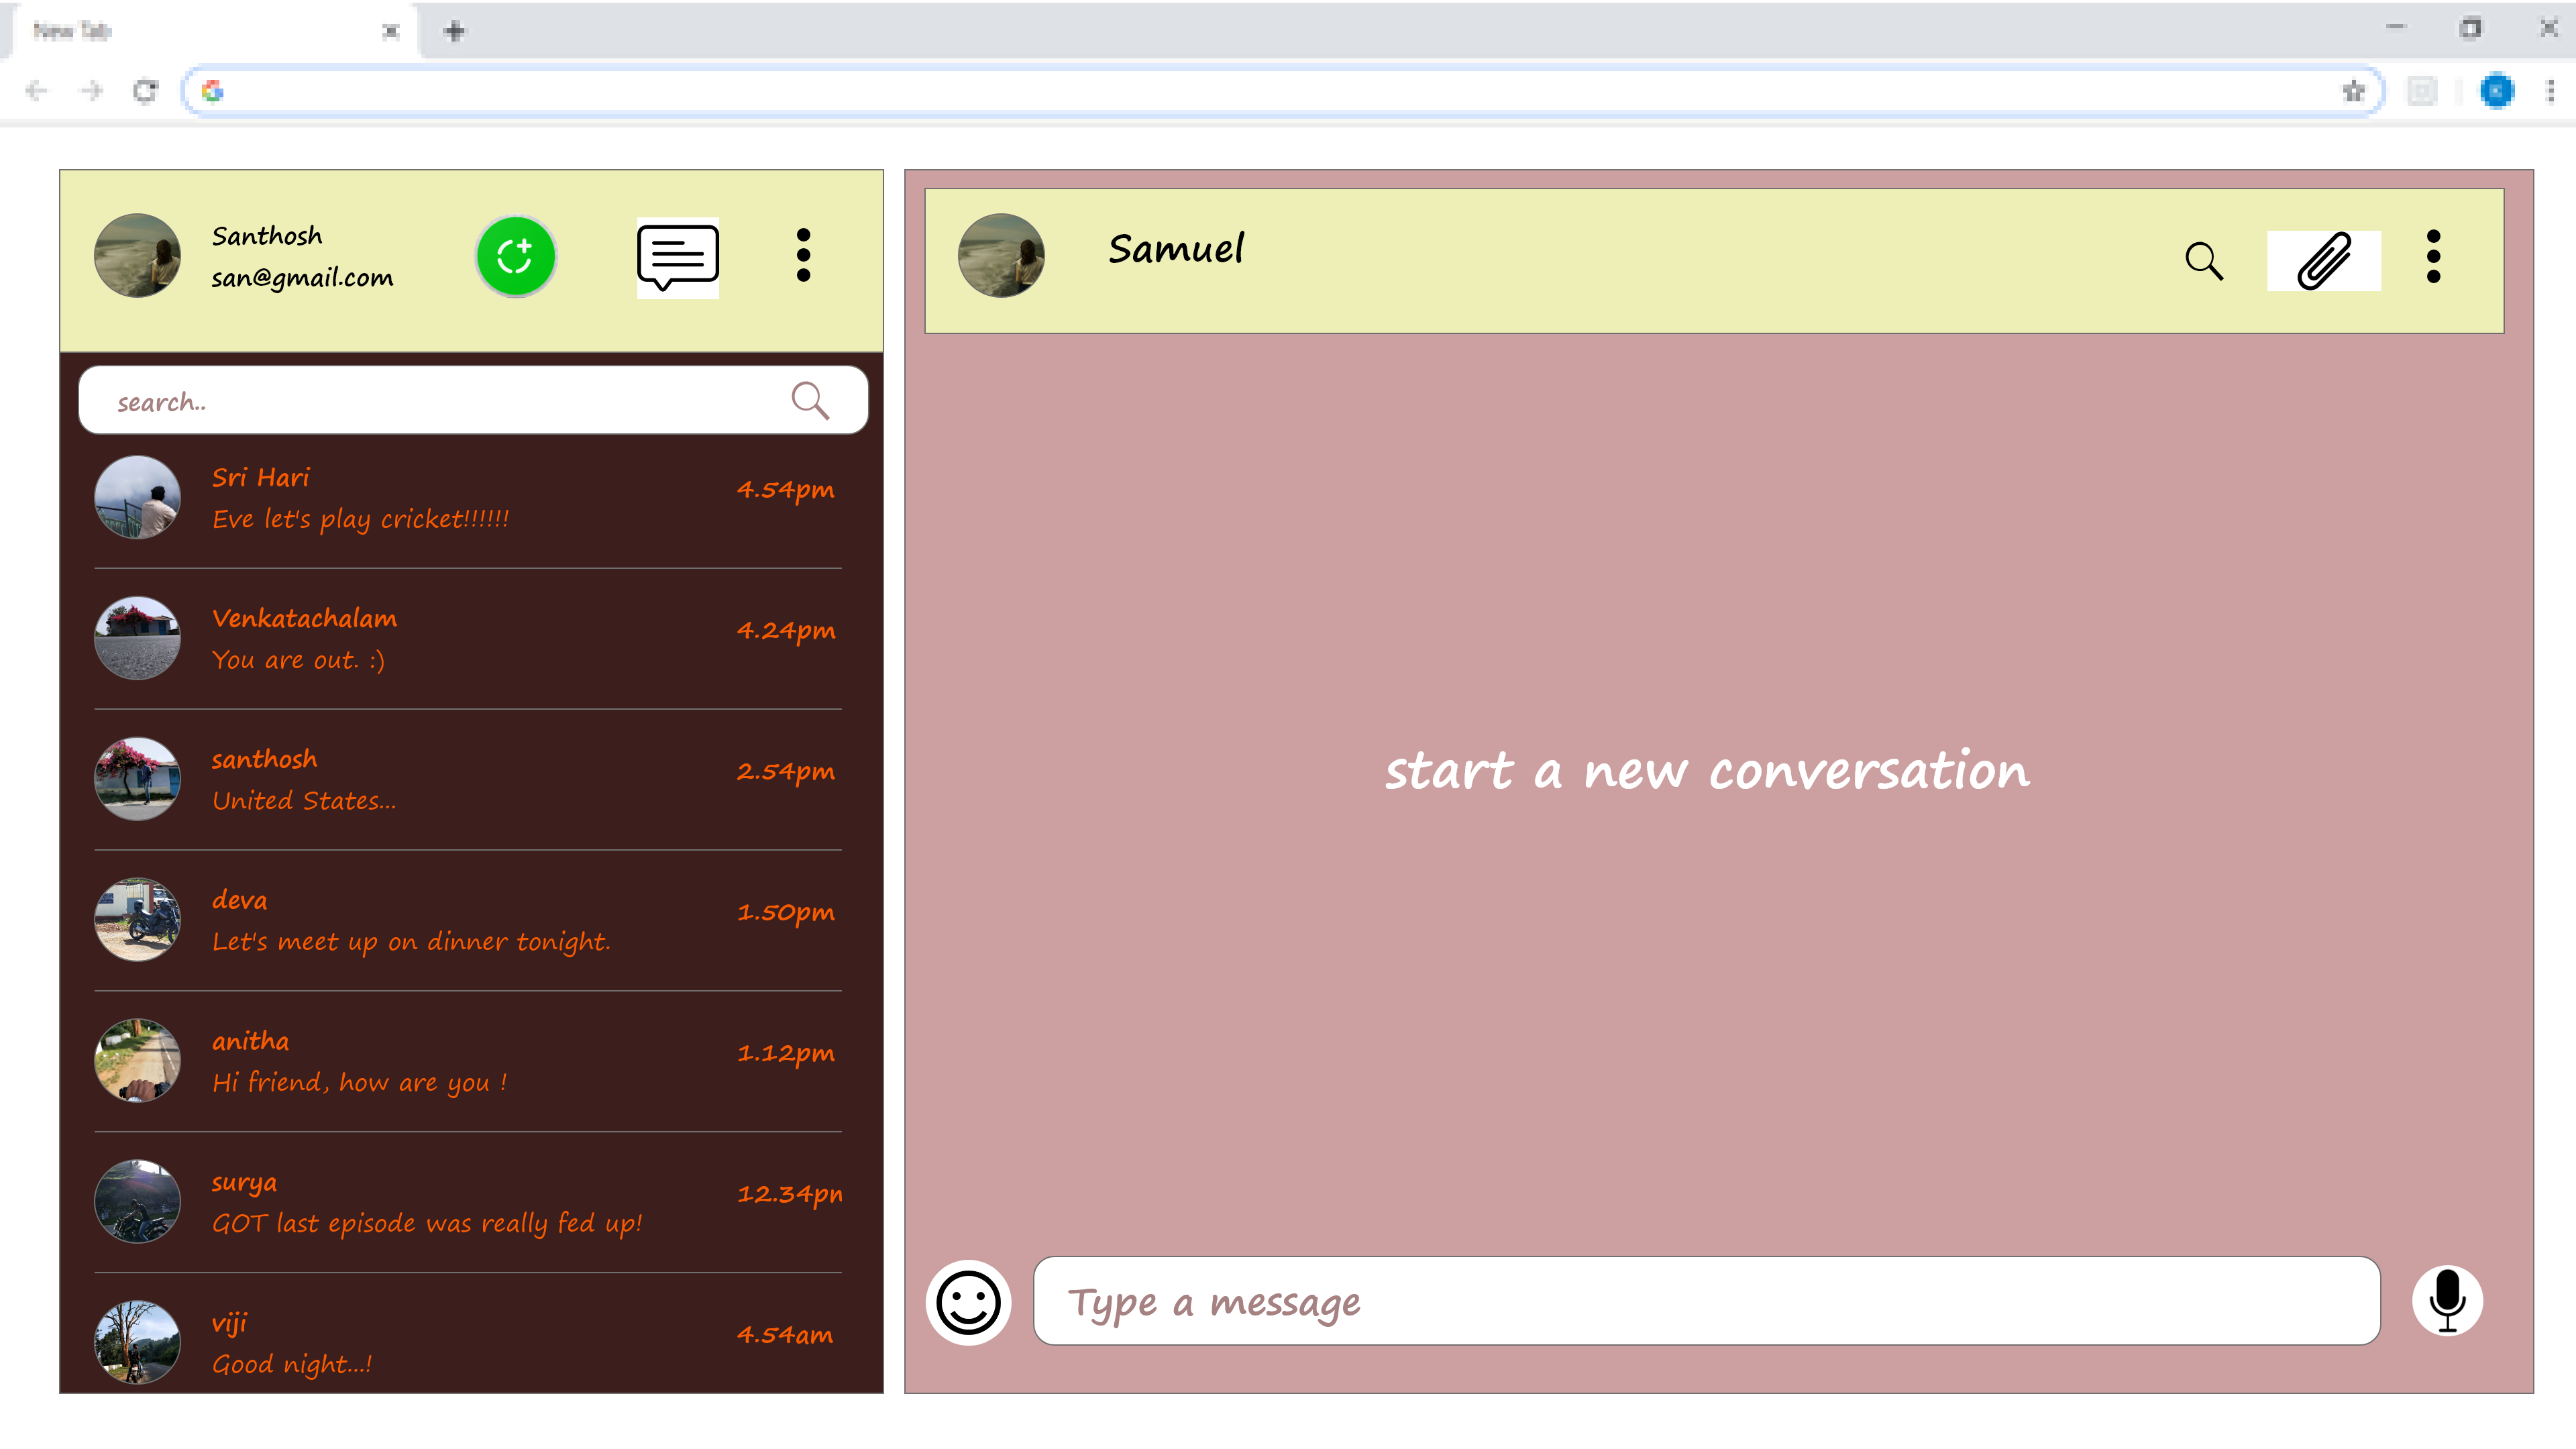 New Tab
Santhosh
san@gmail.com
search..
Sri Hari
4.54pm
Eve let's play cricket!!!!!!
Venkatachalam
4.24pm
You are out. :)
santhosh
2.54pm
United States...
deva
1.50pm
Let's meet up on dinner tonight.
anitha
1.12pm
Hi friend, how are you !
surya
12.34pm
GOT last episode was really fed up!
viji
4.54am
Good night...!
Samuel
start a new conversation
Type a message